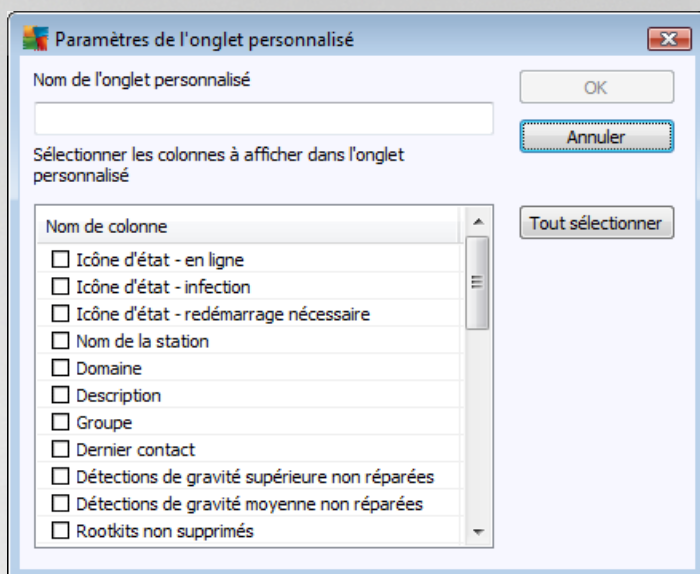 Paramètres de l'onglet personnalisé
Nom de l'onglet personnalisé
OK
Annuler
Sélectionner les colonnes à afficher dans l'onglet
personnalisé
Tout sélectionner
Nom de colonne
Icône d'état - en ligne
Icône d'état - infection
Icône d'état - redémarrage nécessaire
Nom de la station
Domaine
Description
Groupe
Dernier contact
Détections de gravité supérieure non réparées
Détections de gravité moyenne non réparées
Rootkits non supprimés